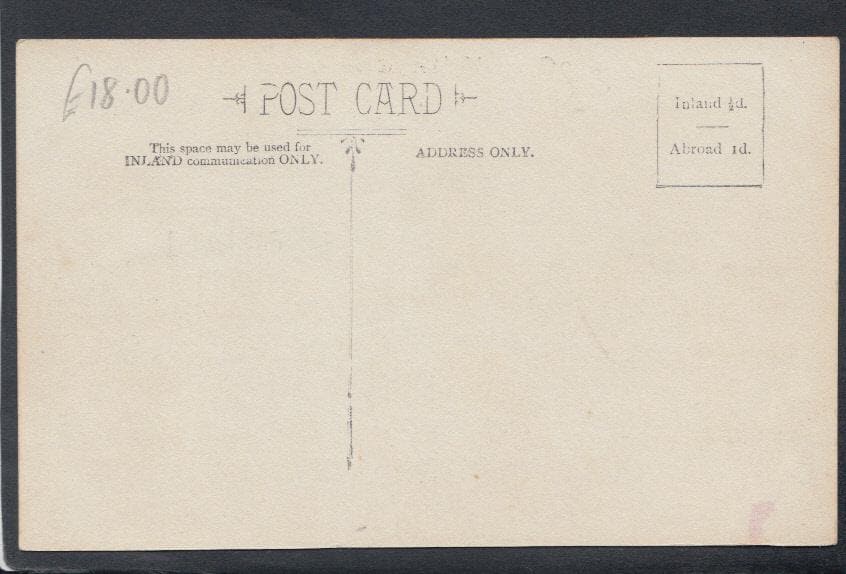 £18.00
POST CARD
This space may be used for
INLAND communication ONLY.
ADDRESS ONLY.
Inland ½d.
Abroad 1d.